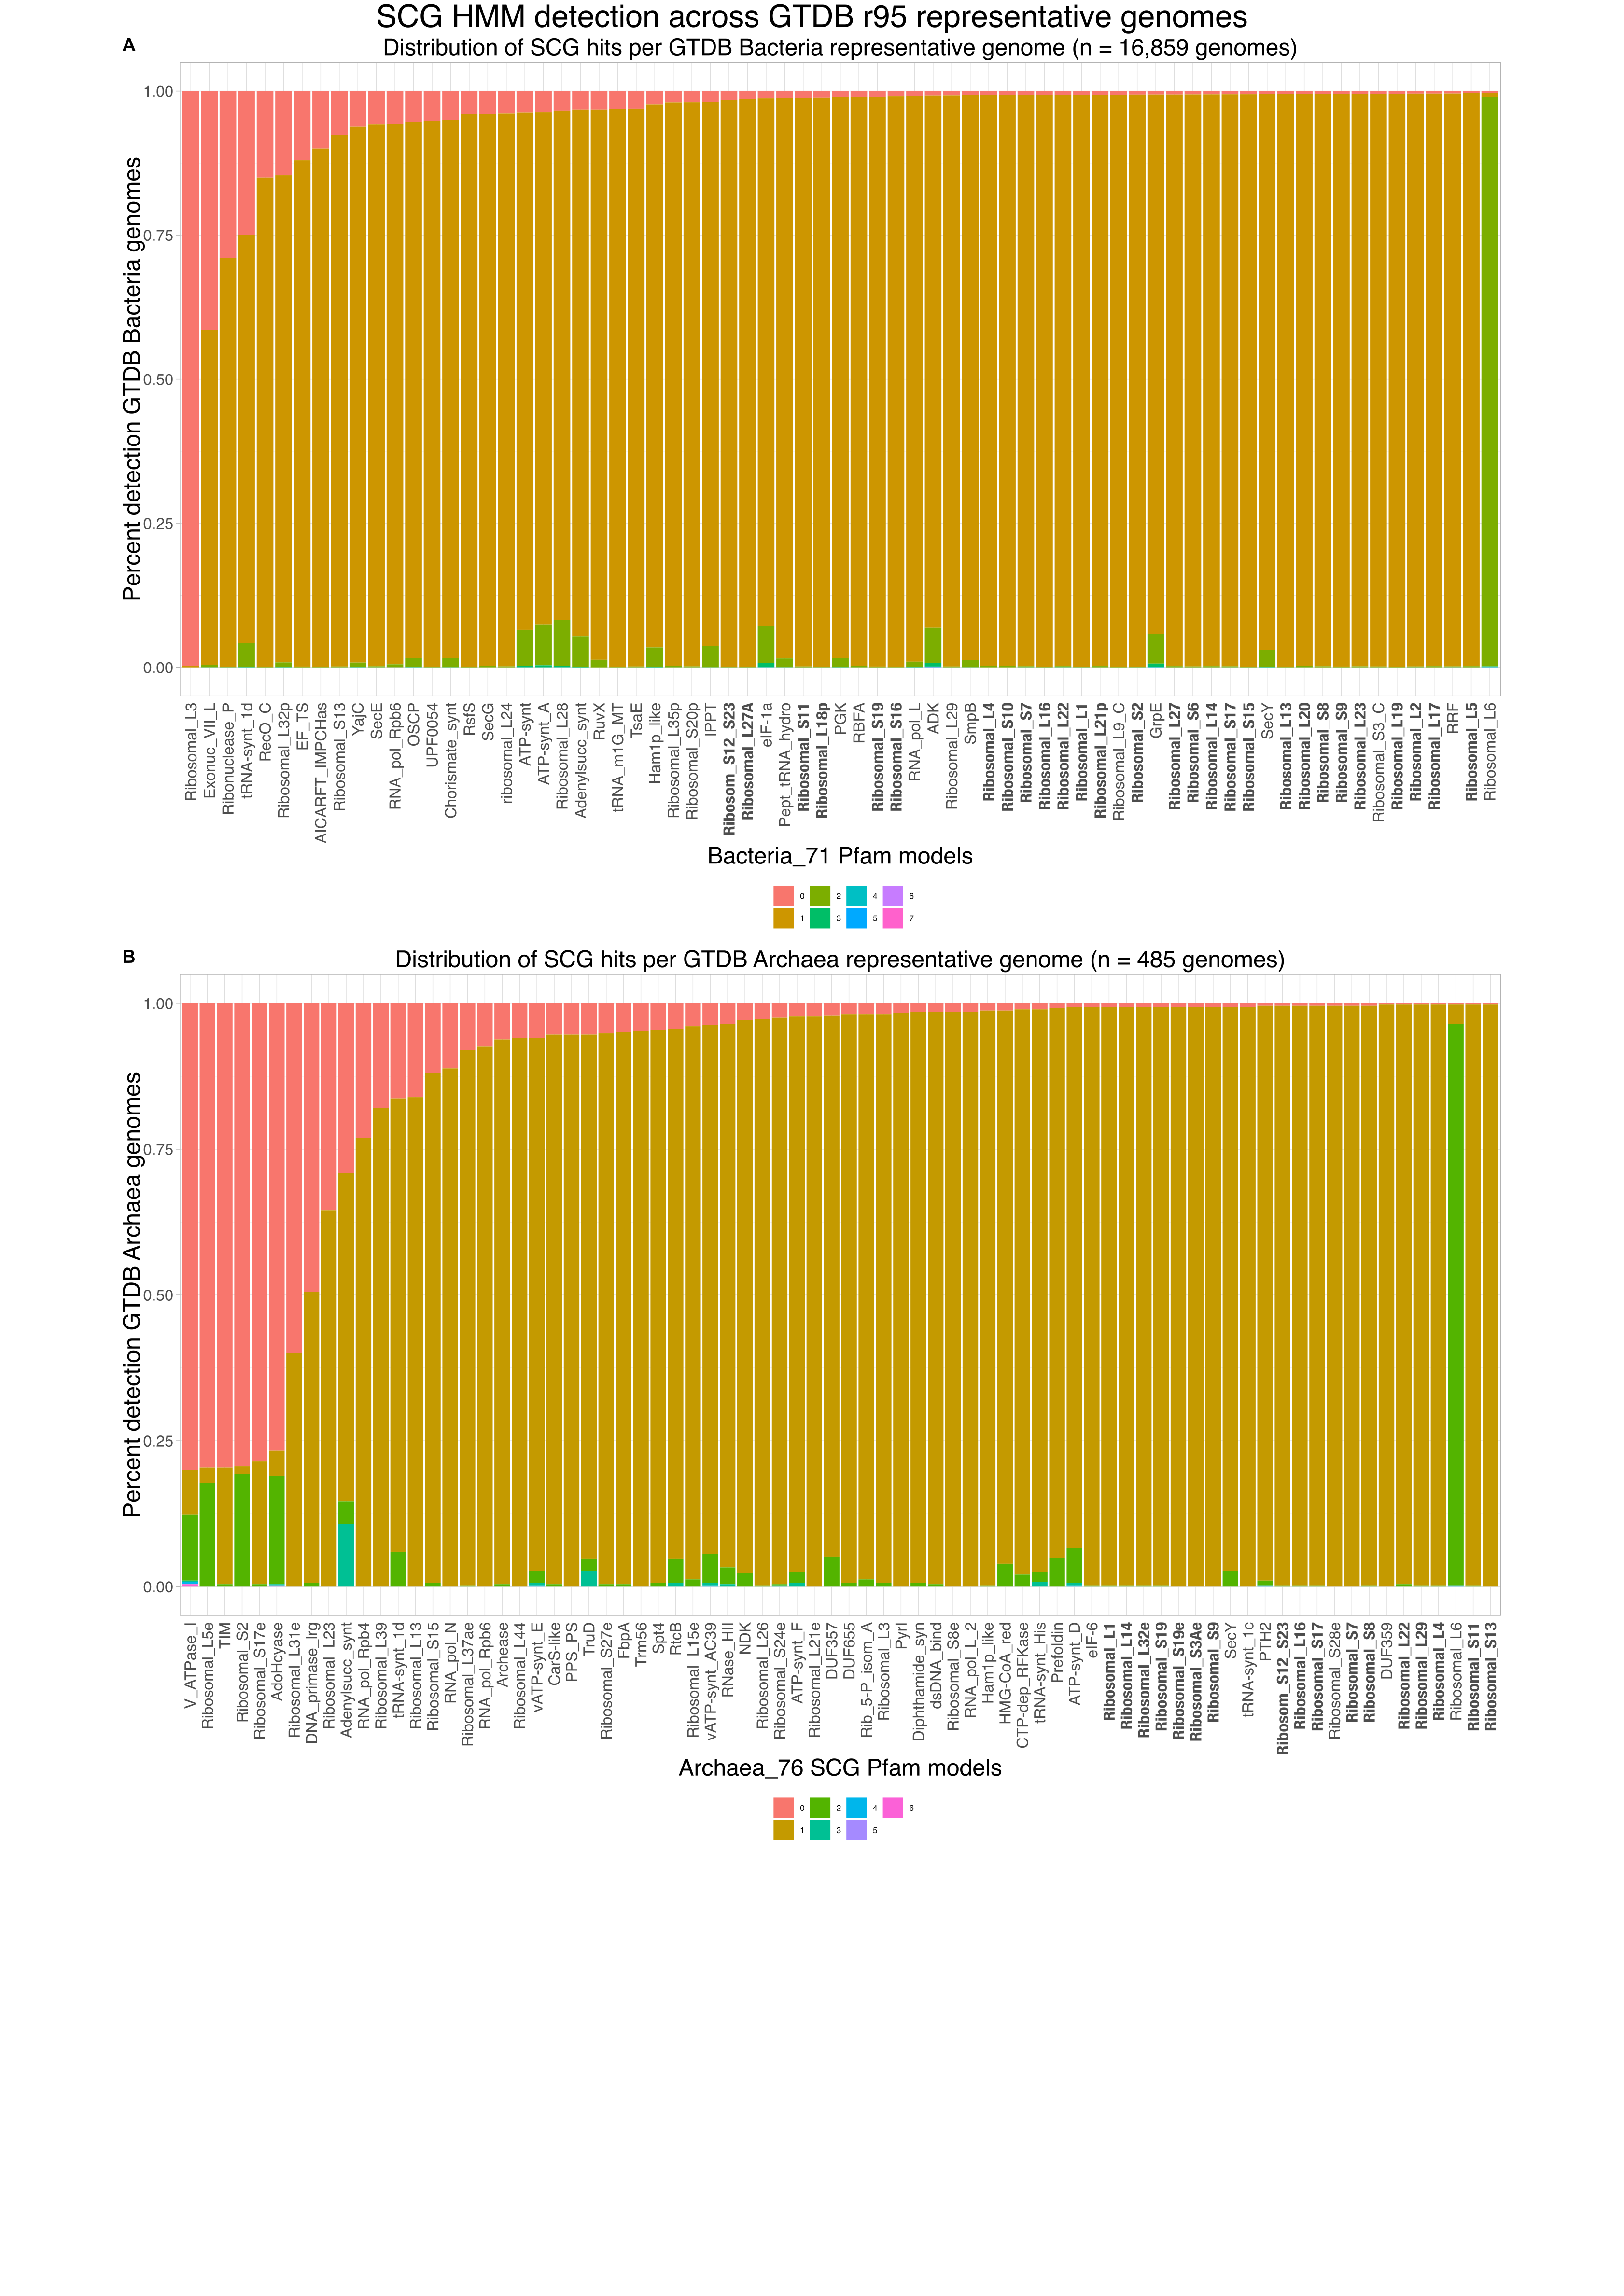 SCG HMM detection across GTDB r95 representative genomes
A
Distribution of SCG hits per GTDB Bacteria representative genome (n = 16,859 genomes)
Percent detection GTDB Bacteria genomes
1.00
0.75
0.50
0.25
0.00
Ribosomal_L3
Exonuc_VII_L
Ribonuclease_P
tRNA-synt_1d
RecO_C
Ribosomal_L32p
EF_TS
AICARFT_IMPCHas
Ribosomal_S13
YajC
SecE
RNA_pol_Rpb6
OSCP
UPF0054
Chorismate_synt
RsfS
SecG
ribosomal_L24
ATP-synt
ATP-synt_A
Ribosomal_L28
Adenylsucc_synt
RuvX
tRNA_m1G_MT
TsaE
Ham1p_like
Ribosomal_L35p
Ribosomal_S20p
IPPT
Ribosom_S12_S23
Ribosomal_L27A
eIF-1a
Pept_tRNA_hydro
Ribosomal_S11
Ribosomal_L18p
PGK
RBFA
Ribosomal_S19
Ribosomal_S16
RNA_pol_L
ADK
Ribosomal_L29
SmpB
Ribosomal_L4
Ribosomal_S10
Ribosomal_S7
Ribosomal_L16
Ribosomal_L22
Ribosomal_L1
Ribosomal_L21p
Ribosomal_L9_C
Ribosomal_S2
GrpE
Ribosomal_L27
Ribosomal_S6
Ribosomal_L14
Ribosomal_S17
Ribosomal_S15
SecY
Ribosomal_L13
Ribosomal_L20
Ribosomal_S8
Ribosomal_S9
Ribosomal_L23
Ribosomal_S3_C
Ribosomal_L19
Ribosomal_L2
Ribosomal_L17
RRF
Ribosomal_L5
Ribosomal_L6
Bacteria_71 Pfam models
0 2 4 6
1 3 5 7
B
Distribution of SCG hits per GTDB Archaea representative genome (n = 485 genomes)
Percent detection GTDB Archaea genomes
1.00
0.75
0.50
0.25
0.00
V_ATPase_I
Ribosomal_L5e
TIM
Ribosomal_S2
Ribosomal_S17e
AdoHcyase
Ribosomal_L31e
DNA_primase_lrg
Ribosomal_L23
Adenylsucc_synt
RNA_pol_Rpb4
Ribosomal_L39
tRNA-synt_1d
Ribosomal_L13
Ribosomal_S15
RNA_pol_N
Ribosomal_L37ae
RNA_pol_Rpb6
Archease
Ribosomal_L44
vATP-synt_E
CarS-like
PPS_PS
TruD
Ribosomal_S27e
FbpA
Trm56
Spt4
RtcB
Ribosomal_L15e
vATP-synt_AC39
RNase_HII
NDK
Ribosomal_L26
Ribosomal_S24e
ATP-synt_F
Ribosomal_L21e
DUF357
DUF655
Rib_5-P_isom_A
Ribosomal_L3
PyrI
Diphthamide_syn
dsDNA_bind
Ribosomal_S8e
RNA_pol_L_2
Ham1p_like
HMG-CoA_red
CTP-dep_RFKase
tRNA-synt_His
Prefoldin
ATP-synt_D
eIF-6
Ribosomal_L1
Ribosomal_L14
Ribosomal_L32e
Ribosomal_S19
Ribosomal_S19e
Ribosomal_S3Ae
Ribosomal_S9
SecY
tRNA-synt_1c
PTH2
Ribosom_S12_S23
Ribosomal_L16
Ribosomal_S17
Ribosomal_S28e
Ribosomal_S7
Ribosomal_S8
DUF359
Ribosomal_L22
Ribosomal_L29
Ribosomal_L4
Ribosomal_L6
Ribosomal_S11
Ribosomal_S13
Archaea_76 SCG Pfam models
0 2 4 6
1 3 5